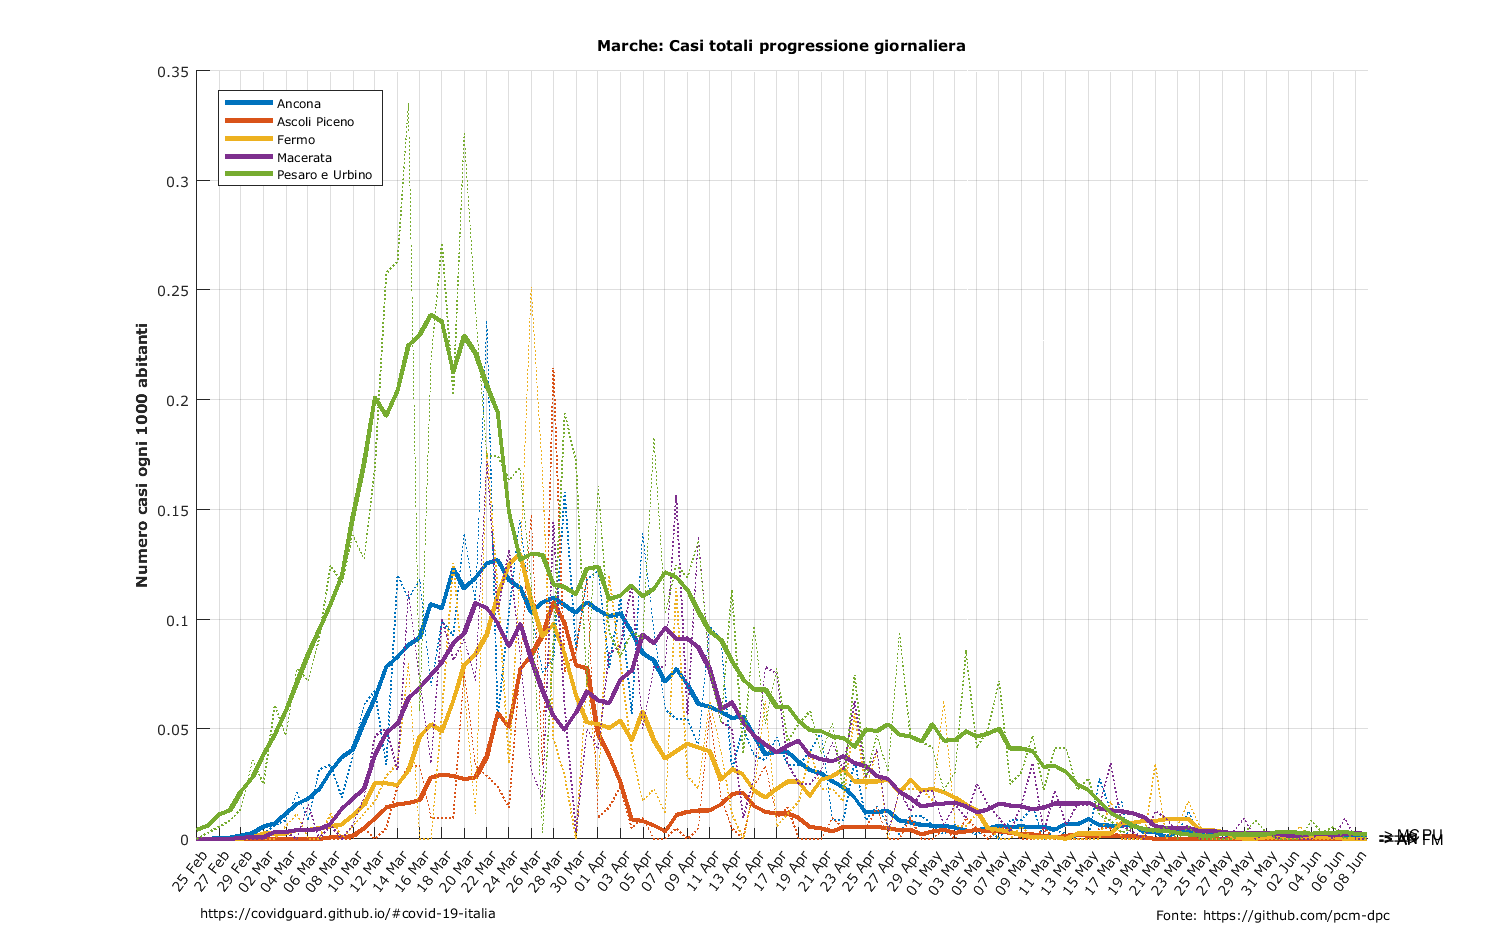 Marche: Casi totali progressione giornaliera
Numero casi ogni 1000 abitanti
0.35
0.3
0.25
0.2
0.15
0.1
0.05
0
Ancona
Ascoli Piceno
Fermo
Macerata
Pesaro e Urbino
25 Feb
27 Feb
29 Feb
02 Mar
04 Mar
06 Mar
08 Mar
10 Mar
12 Mar
14 Mar
16 Mar
18 Mar
20 Mar
22 Mar
24 Mar
26 Mar
28 Mar
30 Mar
01 Apr
03 Apr
05 Apr
07 Apr
09 Apr
11 Apr
13 Apr
15 Apr
17 Apr
19 Apr
21 Apr
23 Apr
25 Apr
27 Apr
29 Apr
01 May
03 May
05 May
07 May
09 May
11 May
13 May
15 May
17 May
19 May
21 May
23 May
25 May
27 May
29 May
31 May
02 Jun
04 Jun
06 Jun
08 Jun
PU
FM
https://covidguard.github.io/#covid-19-italia
Fonte: https://github.com/pcm-dpc